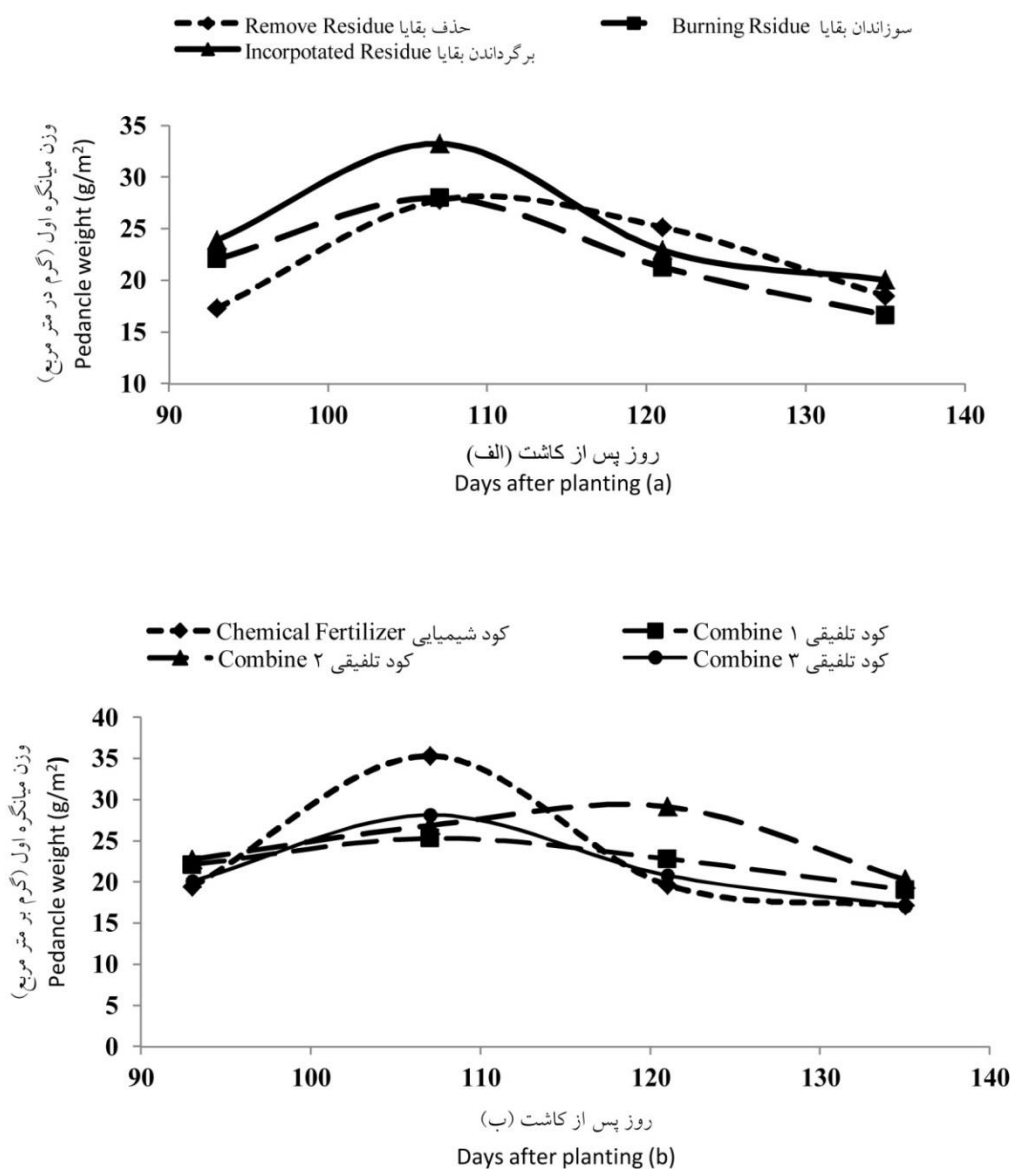 Remove Residue حذف بقایا
Burning Rsidue سوزاندن بقایا
Incorpotated Residue برگرداندن بقایا
وزن میانگره اول (گرم در متر مربع)
Pedancle weight (g/m²)
35
30
25
20
15
10
90 100 110 120 130 140
روز پس از کاشت (الف)
Days after planting (a)
Chemical Fertilizer کود شیمیایی
Combine ۱ کود تلفیقی
Combine ۲ کود تلفیقی
Combine ۳ کود تلفیقی
وزن میانگره اول (گرم بر متر مربع)
Pedancle weight (g/m²)
40
35
30
25
20
15
10
5
0
90 100 110 120 130 140
روز پس از کاشت (ب)
Days after planting (b)